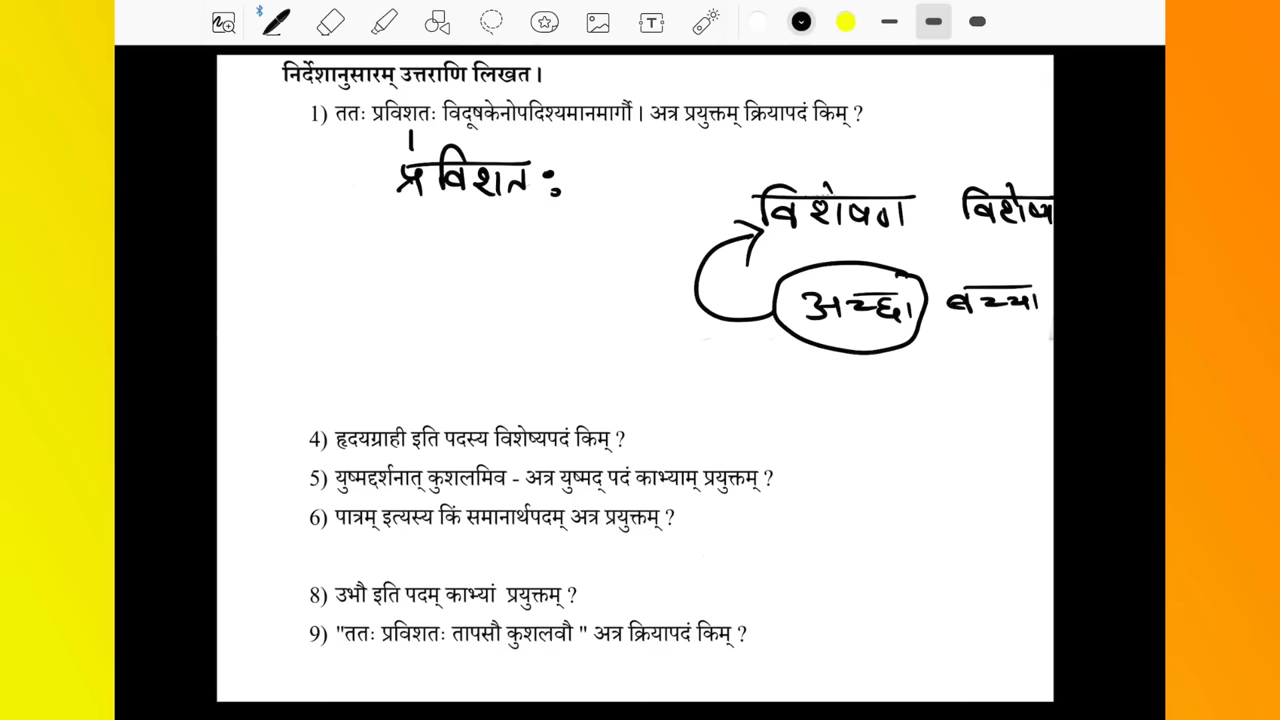 निर्देशानुसारम् उत्तराणि लिखत।
1) ततः प्रविशतः विदूषकेनोपदिश्यमानमार्गौ। अत्र प्रयुक्तम् क्रियापदं किम् ?
प्रविशतः
विशेषण विशेष्य
अच्छा बच्चा
4) हृदयग्राही इति पदस्य विशेष्यपदं किम् ?
5) युष्मद्दर्शनात् कुशलमिव - अत्र युष्मद् पदं काभ्याम् प्रयुक्तम् ?
6) पात्रम् इत्यस्य किं समानार्थपदम् अत्र प्रयुक्तम् ?
8) उभौ इति पदम् काभ्यां प्रयुक्तम् ?
9) "ततः प्रविशतः तापसौ कुशलवौ " अत्र क्रियापदं किम् ?